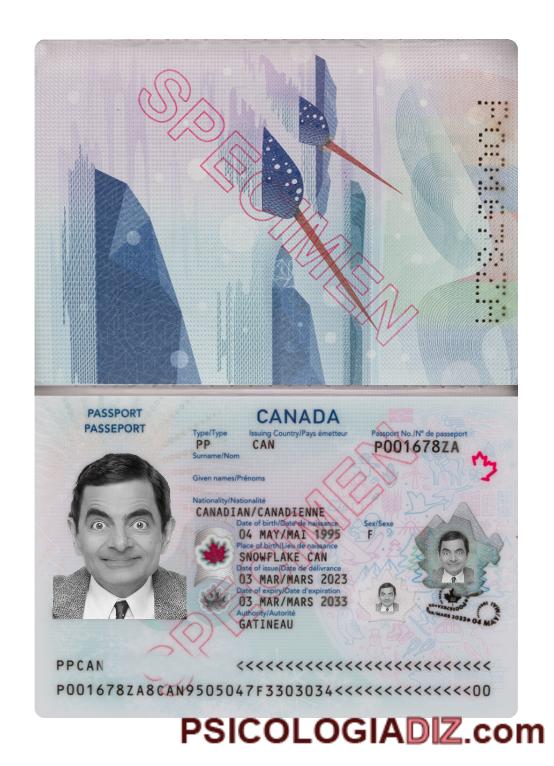 SPECIMEN
PASSPORT
PASSEPORT
CANADA
Type/Type
Issuing Country/Pays émetteur
Passport No./N° de passeport
PP
CAN
P001678ZA
Surname/Nom
Given names/Prénoms
Nationality/Nationalité
CANADIAN/CANADIENNE
Date of birth/Date de naissance
Sex/Sexe
04 MAY/MAI 1995
F
Place of birth/Lieu de naissance
SNOWFLAKE CAN
Date of issue/Date de délivrance
03 MAR/MARS 2023
Date of expiry/Date d'expiration
03 MAR/MARS 2033
Authority/Autorité
GATINEAU
SPECIMEN
PPCAN <<<<<<<<<<<<<<<<<<<<<<<<<<<<
P001678ZA8CAN9505047F3303034<<<<<<<<<<<<<<00
PSICOLOGIADIZ.com